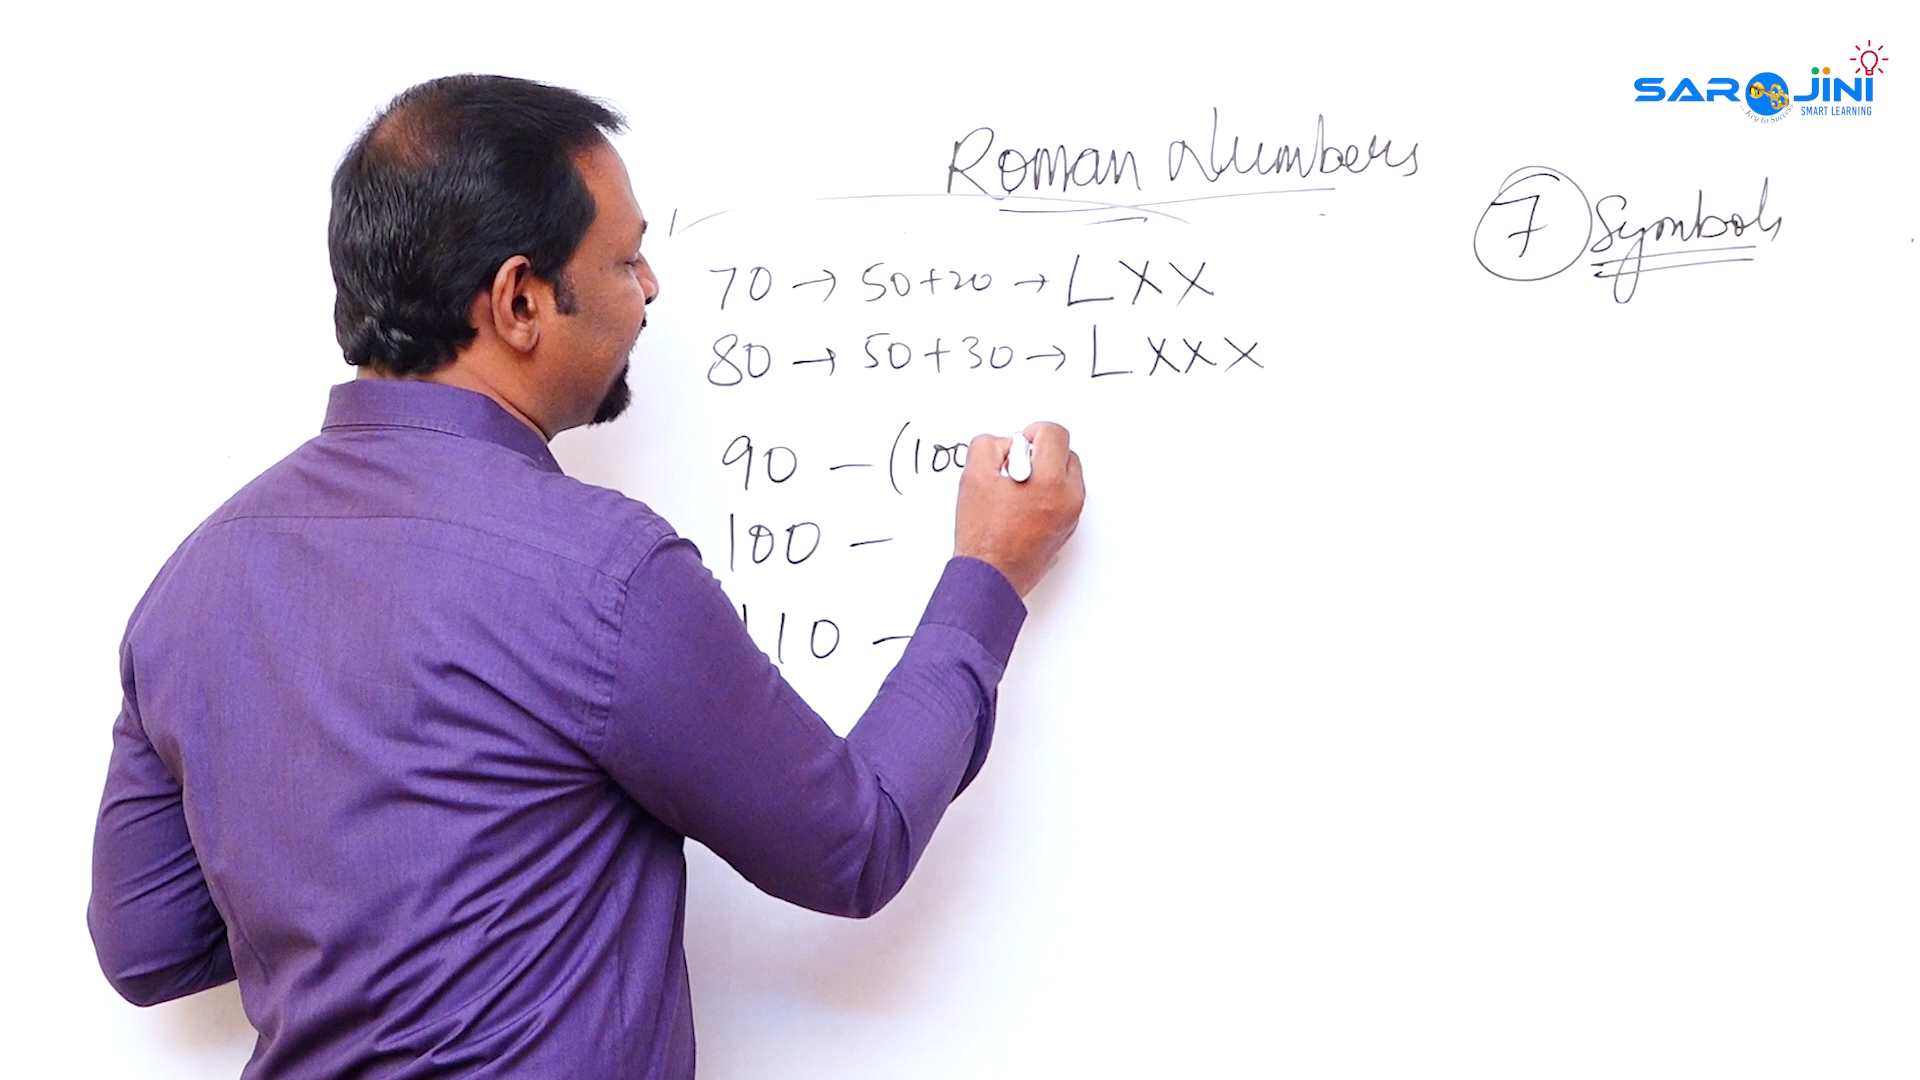 SAROJINI
Key to Success
SMART LEARNING
Roman Numbers
7 Symbols
70 → 50+20 → LXX
80 → 50+30 → LXXX
90 – (100
100 –
110 –